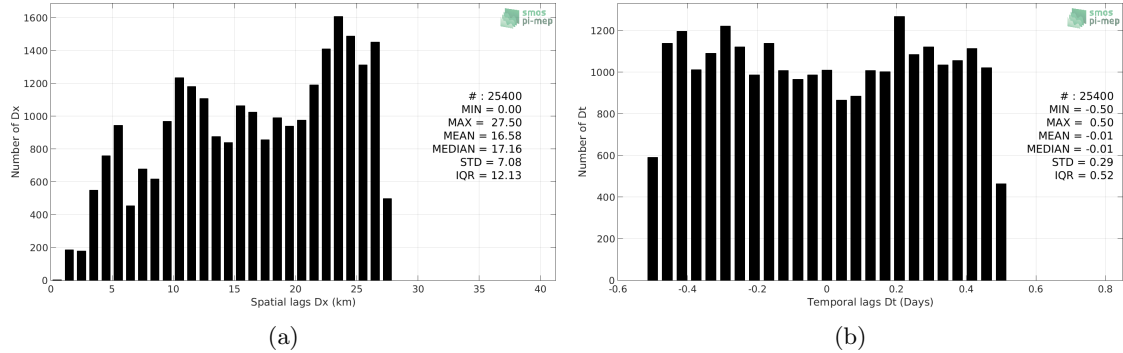 smos
pi-mep
1600
1400
1200
1000
800
600
400
200
0
Number of Dx
# : 25400
MIN = 0.00
MAX = 27.50
MEAN = 16.58
MEDIAN = 17.16
STD = 7.08
IQR = 12.13
0 5 10 15 20 25 30 35 40
Spatial lags Dx (km)
(a)
smos
pi-mep
1200
1000
800
600
400
200
0
Number of Dt
# : 25400
MIN = -0.50
MAX = 0.50
MEAN = -0.01
MEDIAN = -0.01
STD = 0.29
IQR = 0.52
-0.6 -0.4 -0.2 0 0.2 0.4 0.6 0.8
Temporal lags Dt (Days)
(b)